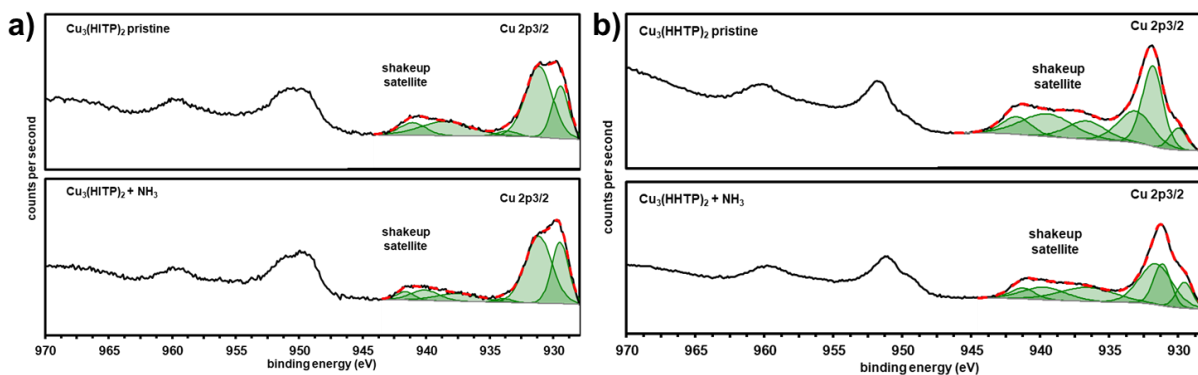 a)
Cu₃(HITP)₂ pristine
Cu 2p3/2
shakeup
satellite
counts per second
Cu₃(HITP)₂ + NH₃
Cu 2p3/2
shakeup
satellite
970 965 960 955 950 945 940 935 930
binding energy (eV)
b)
Cu₃(HHTP)₂ pristine
Cu 2p3/2
shakeup
satellite
counts per second
Cu₃(HHTP)₂ + NH₃
Cu 2p3/2
shakeup
satellite
970 965 960 955 950 945 940 935 930
binding energy (eV)